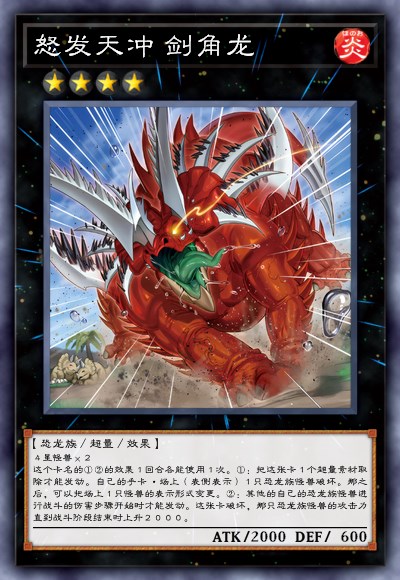 怒发天冲 剑角龙
ほのお
炎
【恐龙族／超量／效果】
４星怪兽×２
这个卡名的①②的效果１回合各能使用１次。①：把这张卡１个超量素材取
除才能发动。自己的手卡·场上（表侧表示）１只恐龙族怪兽破坏。那之
后，可以把场上１只怪兽的表示形式变更。②：其他的自己的恐龙族怪兽进
行战斗的伤害步骤开始时才能发动。这张卡破坏，那只恐龙族怪兽的攻击力
直到战斗阶段结束时上升２０００。
ATK/2000 DEF/ 600